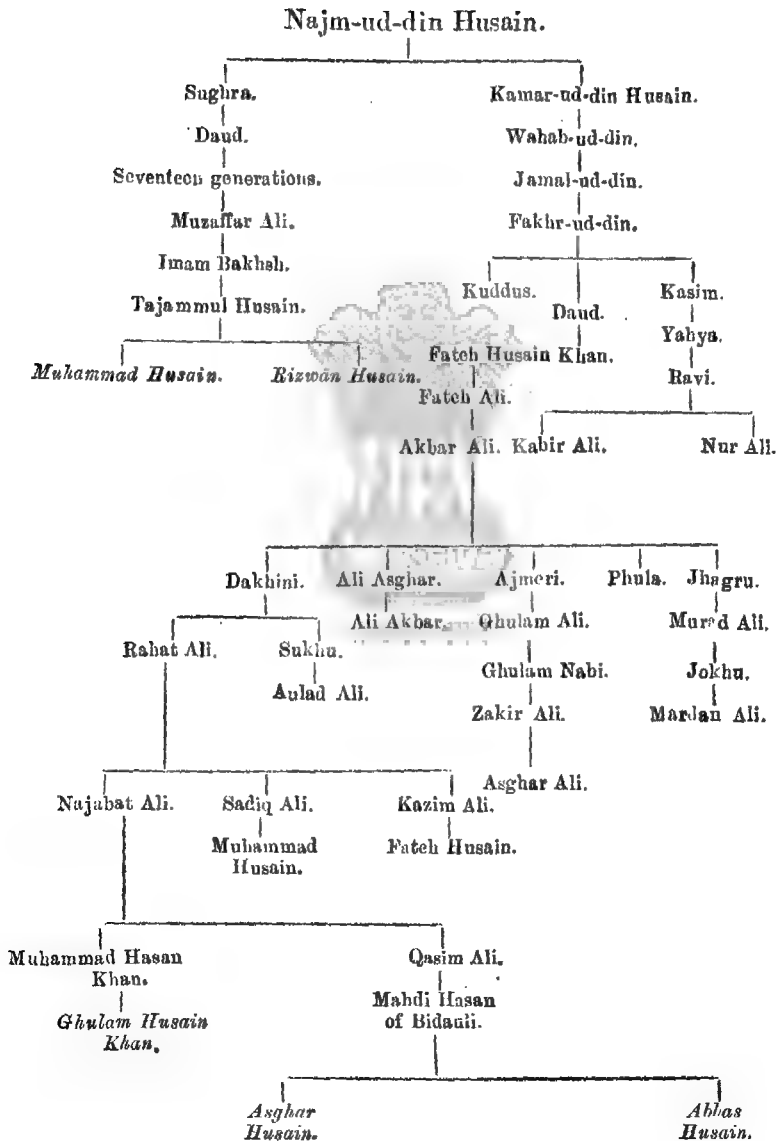 Najm-ud-din Husain.
Sughra. Kamar-ud-din Husain.
Daud. Wahab-ud-din.
Seventeen generations. Jamal-ud-din.
Muzaffar Ali. Fakhr-ud-din.
Imam Bakhsh.
Kuddus. Kasim.
Tajammul Husain. Daud.
Yahya.
Fateh Husain Khan.
Muhammad Husain. Rizwán Husain. Ravi.
Fateh Ali.
Akbar Ali. Kabir Ali. Nur Ali.
Dakhini. Ali Asghar. Ajmeri. Phula. Jhagru.
Ali Akbar. Ghulam Ali. Murad Ali.
Rahat Ali. Sukhu.
Ghulam Nabi. Jokhu.
Aulad Ali.
Zakir Ali. Mardan Ali.
Asghar Ali.
Najabat Ali. Sadiq Ali. Kazim Ali.
Muhammad Fateh Husain.
Husain.
Muhammad Hasan Qasim Ali.
Khan.
Mahdi Hasan
Ghulam Husain of Bidauli.
Khan.
Asghar Abbas
Husain. Husain.